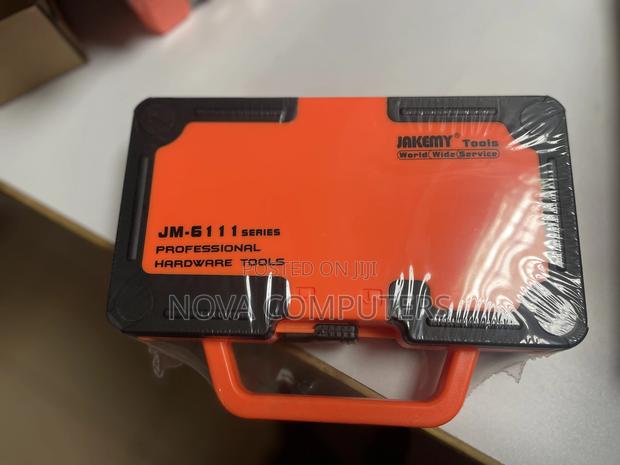 JAKEMY® Tools
World Wide Service
JM-6111 SERIES
PROFESSIONAL
HARDWARE TOOLS
POSTED ON JIJI
NOVA COMPUTERS